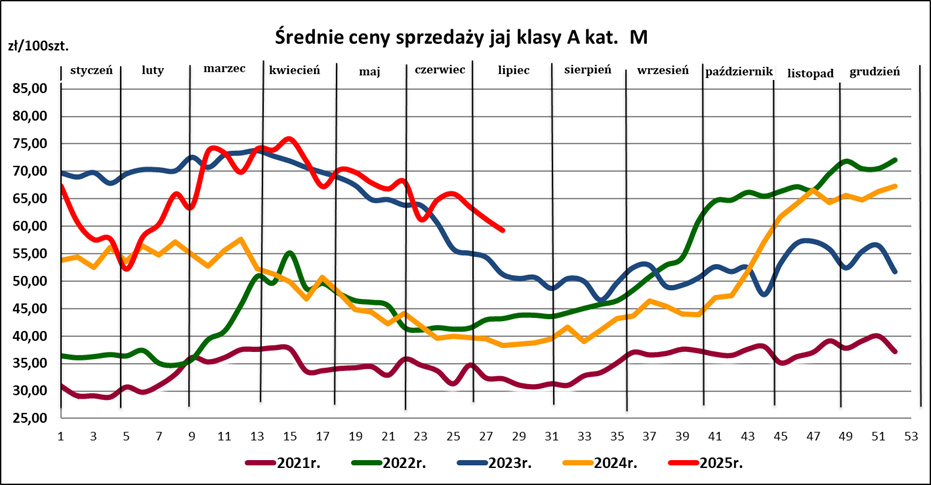 Średnie ceny sprzedaży jaj klasy A kat. M
zł/100szt.
styczeń luty marzec kwiecień maj czerwiec lipiec sierpień wrzesień październik listopad grudzień
85,00
80,00
75,00
70,00
65,00
60,00
55,00
50,00
45,00
40,00
35,00
30,00
25,00
1 3 5 7 9 11 13 15 17 19 21 23 25 27 29 31 33 35 37 39 41 43 45 47 49 51 53
2021r. 2022r. 2023r. 2024r. 2025r.